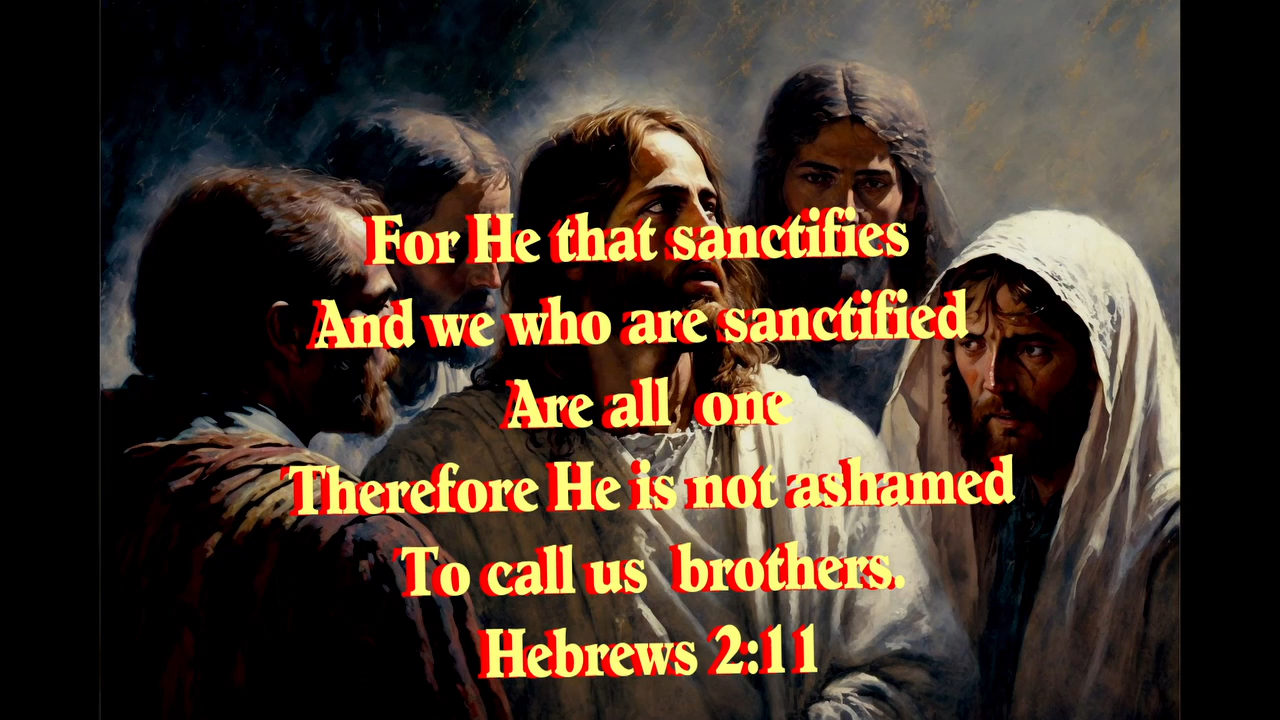 For He that sanctifies
And we who are sanctified
Are all one
Therefore He is not ashamed
To call us brothers.
Hebrews 2:11